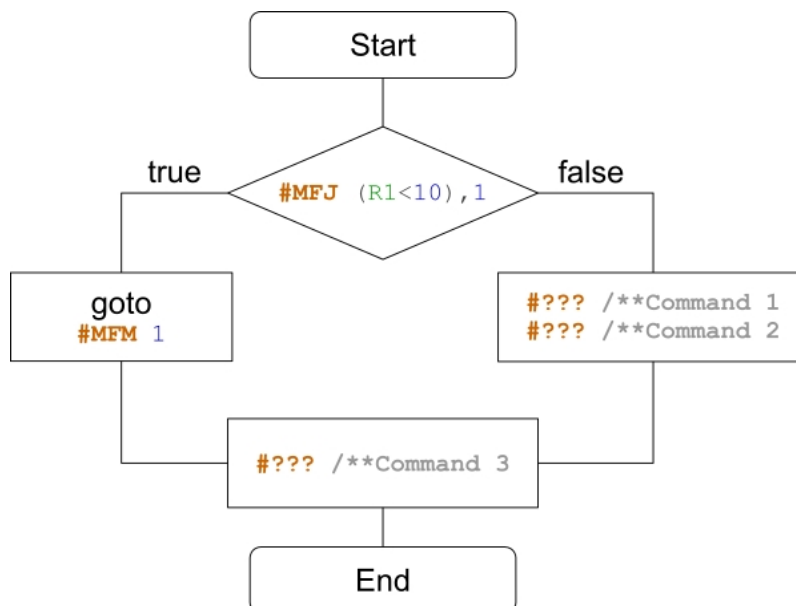 Start
true
#MFJ (R1<10),1
false
goto
#MFM 1
#??? /**Command 1
#??? /**Command 2
#??? /**Command 3
End